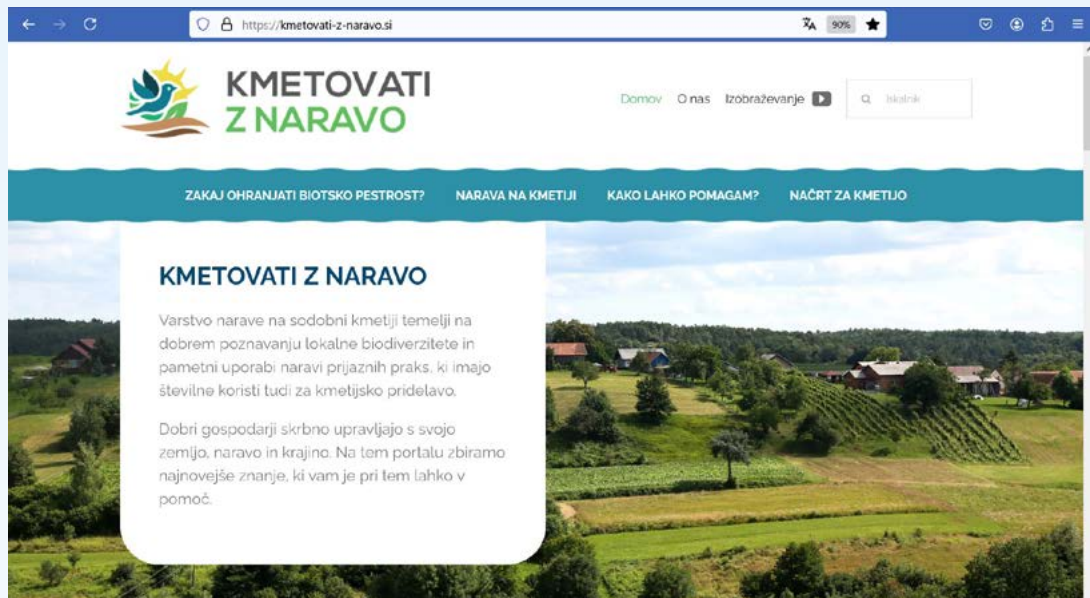 https://kmetovati-z-naravo.si
90%
KMETOVATI
Z NARAVO
Domov O nas Izobraževanje
Iskalnik
ZAKAJ OHRANJATI BIOTSKO PESTROST? NARAVA NA KMETIJI KAKO LAHKO POMAGAM? NAČRT ZA KMETIJO
KMETOVATI Z NARAVO
Varstvo narave na sodobni kmetiji temelji na
dobrem poznavanju lokalne biodiverzitete in
pametni uporabi naravi prijaznih praks, ki imajo
številne koristi tudi za kmetijsko pridelavo.
Dobri gospodarji skrbno upravljajo s svojo
zemljo, naravo in krajino. Na tem portalu zbiramo
najnovejše znanje, ki vam je pri tem lahko v
pomoč.